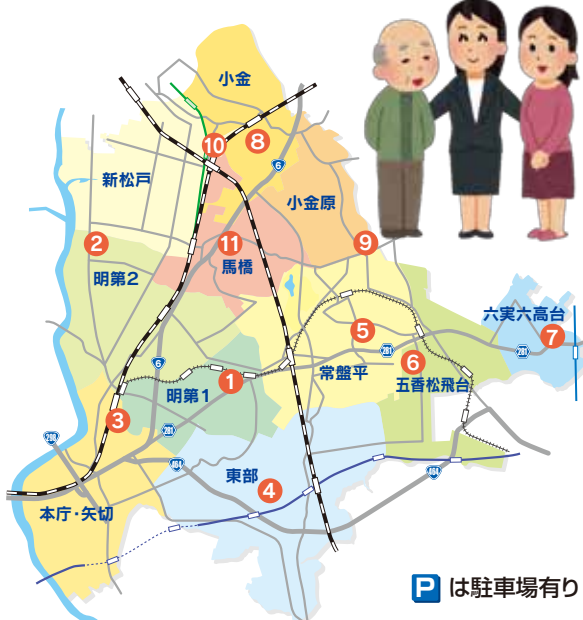 小金
10
8
6
新松戸
小金原
2
11
9
馬橋
明第2
六実六高台
5
7
281
281
6
6
常盤平
五香松飛台
1
明第1
3
281
298
464
464
東部
4
本庁・矢切
P は駐車場有り